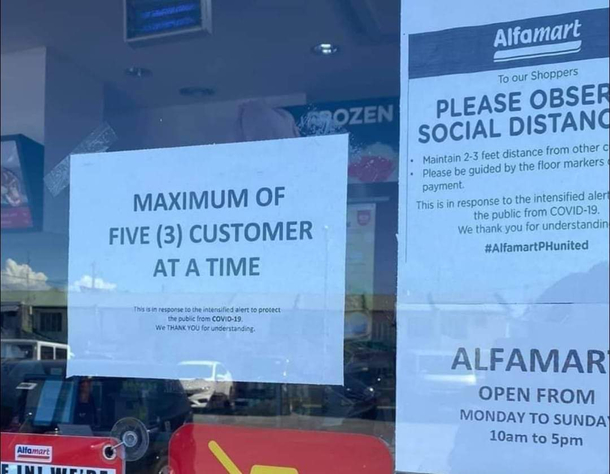 FROZEN
MAXIMUM OF
FIVE (3) CUSTOMER
AT A TIME
This is in response to the intensified alert to protect
the public from COVID-19.
We THANK YOU for understanding.
Alfamart
To our Shoppers
PLEASE OBSER
SOCIAL DISTANC
• Maintain 2-3 feet distance from other c
• Please be guided by the floor markers
payment.
This is in response to the intensified alert
the public from COVID-19.
We thank you for understandin
#AlfamartPHunited
ALFAMAR
OPEN FROM
MONDAY TO SUNDAY
10am to 5pm
Alfamart
IN! WE'RE